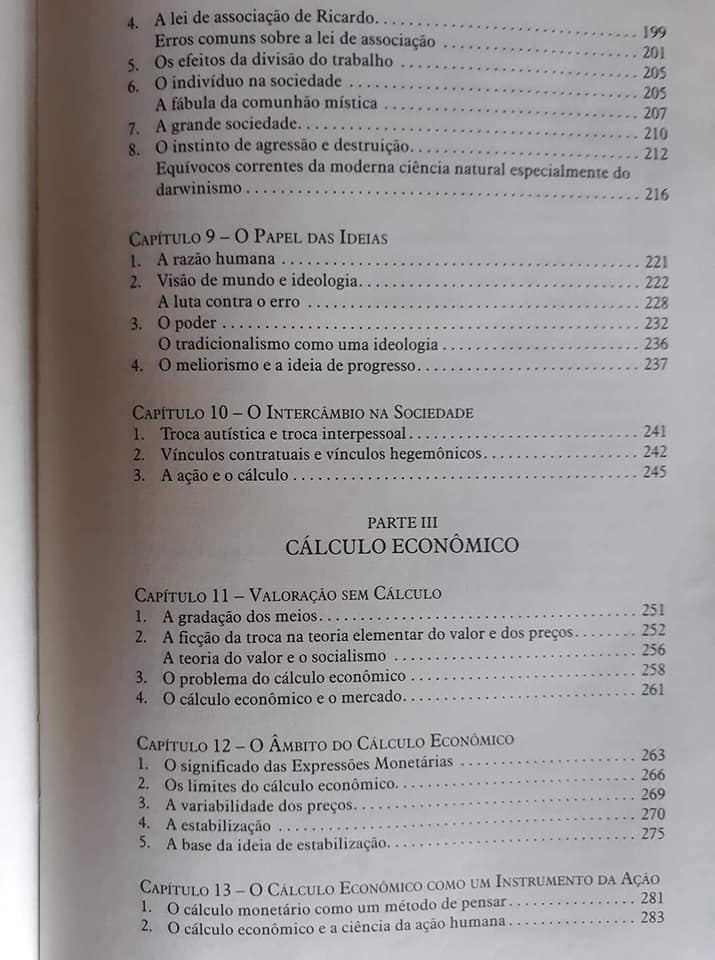 4. A lei de associação de Ricardo. 199
Erros comuns sobre a lei de associação 201
5. Os efeitos da divisão do trabalho 205
6. O indivíduo na sociedade 205
A fábula da comunhão mística 207
7. A grande sociedade. 210
8. O instinto de agressão e destruição. 212
Equívocos correntes da moderna ciência natural especialmente do
darwinismo 216
CAPÍTULO 9 – O PAPEL DAS IDEIAS
1. A razão humana 221
2. Visão de mundo e ideologia. 222
A luta contra o erro 228
3. O poder 232
O tradicionalismo como uma ideologia 236
4. O meliorismo e a ideia de progresso. 237
CAPÍTULO 10 – O INTERCÂMBIO NA SOCIEDADE
1. Troca autística e troca interpessoal. 241
2. Vínculos contratuais e vínculos hegemônicos. 242
3. A ação e o cálculo 245
PARTE III
CÁLCULO ECONÔMICO
CAPÍTULO 11 – VALORAÇÃO SEM CÁLCULO
1. A gradação dos meios. 251
2. A ficção da troca na teoria elementar do valor e dos preços. 252
A teoria do valor e o socialismo 256
3. O problema do cálculo econômico 258
4. O cálculo econômico e o mercado. 261
CAPÍTULO 12 – O ÂMBITO DO CÁLCULO ECONÔMICO
1. O significado das Expressões Monetárias 263
2. Os limites do cálculo econômico. 266
3. A variabilidade dos preços. 269
4. A estabilização 270
5. A base da ideia de estabilização. 275
CAPÍTULO 13 – O CÁLCULO ECONÔMICO COMO UM INSTRUMENTO DA AÇÃO
1. O cálculo monetário como um método de pensar. 281
2. O cálculo econômico e a ciência da ação humana 283